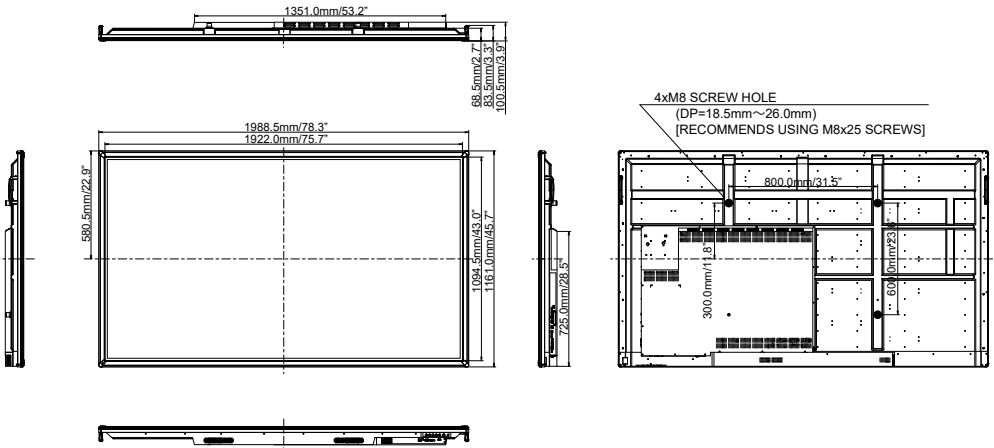 1351.0mm/53.2”
68.5mm/2.7”
83.5mm/3.3”
100.5mm/3.9”
4xM8 SCREW HOLE
(DP=18.5mm～26.0mm)
[RECOMMENDS USING M8x25 SCREWS]
1988.5mm/78.3”
1922.0mm/75.7”
580.5mm/22.9”
1094.5mm/43.0”
1161.0mm/45.7”
725.0mm/28.5”
800.0mm/31.5”
300.0mm/11.8”
600.0mm/23.6”